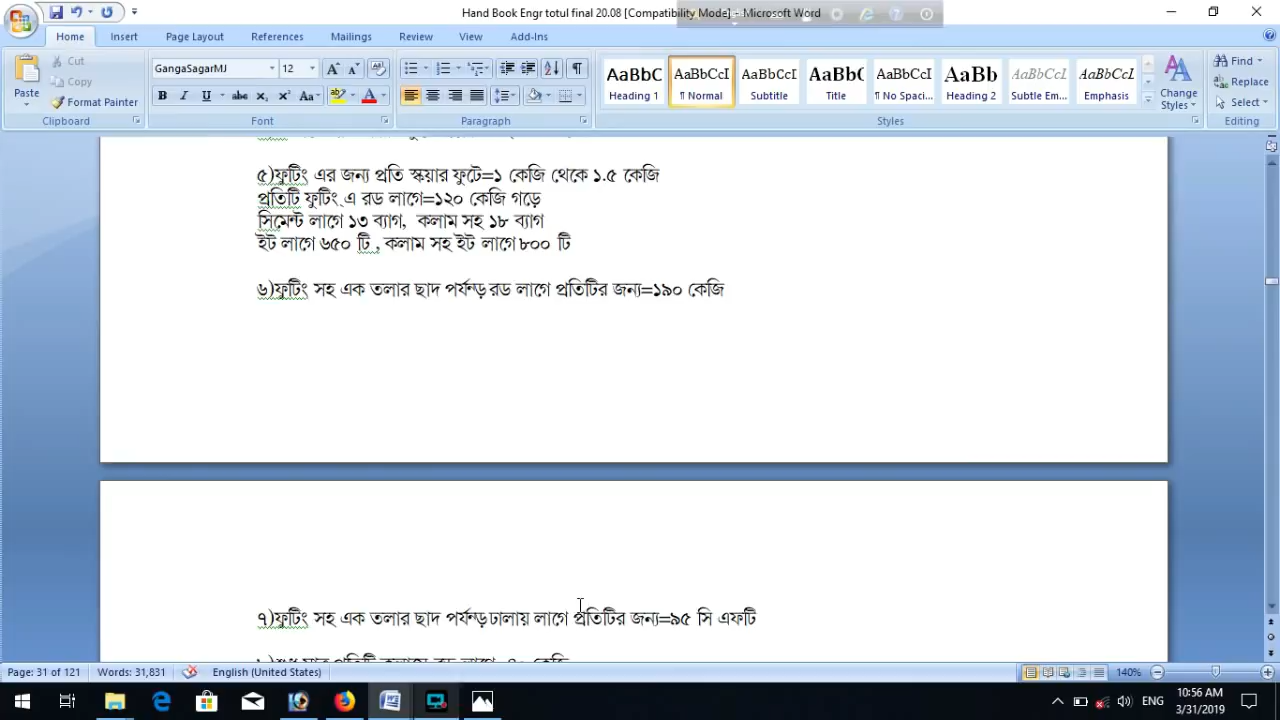 Hand Book Engr totul final 20.08 [Compatibility Mode] - Microsoft Word
Home Insert Page Layout References Mailings Review View Add-Ins
Paste
Cut
Copy
Format Painter
Clipboard
GangaSagarMJ 12
Font
Paragraph
AaBbC AaBbCcI AaBbCcI AaBb( AaBbCcI AaBb AaBbCcI AaBbCcI
Heading 1 ¶ Normal Subtitle Title ¶ No Spaci... Heading 2 Subtle Em... Emphasis
Change Styles
Styles
Find
Replace
Select
Editing
৫)ফুটিং এর জন্য প্রতি স্কয়ার ফুটে=১ কেজি থেকে ১.৫ কেজি
প্রতিটি ফুটিং.এ রড লাগে=১২০ কেজি গড়ে
সিমেন্ট লাগে ১৩ ব্যাগ, কলাম সহ ১৮ ব্যাগ
ইট লাগে ৬৫০ টি , কলাম সহ ইট লাগে ৮০০ টি
৬)ফুটিং সহ এক তলার ছাদ পর্যন্ড় রড লাগে প্রতিটির জন্য=১৯০ কেজি
৭)ফুটিং সহ এক তলার ছাদ পর্যন্ড় ঢালায় লাগে প্রতিটির জন্য=৯৫ সি এফটি
Page: 31 of 121 Words: 31,831 English (United States) 140%
ENG
10:56 AM
3/31/2019